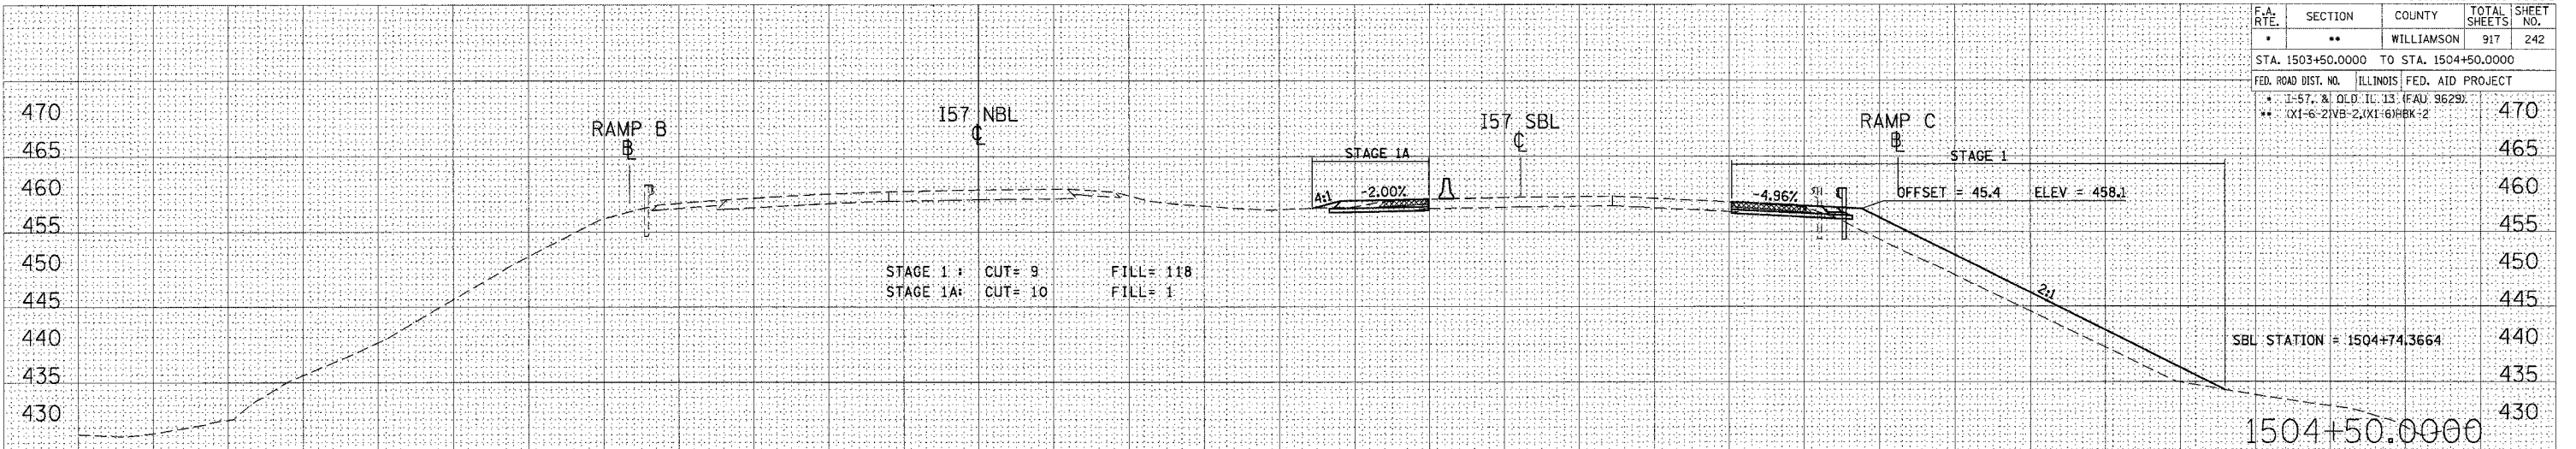 F.A. RTE. SECTION COUNTY TOTAL SHEETS SHEET NO.
* ** WILLIAMSON 917 242
STA. 1503+50.0000 TO STA. 1504+50.0000
FED. ROAD DIST. NO. ILLINOIS FED. AID PROJECT
* I-57, & OLD IL 13 (FAU 9629)
** (X1-6-2)VB-2,(X1-6)HBK-2
470 I57 NBL 470
℄
RAMP B I57 SBL RAMP C
B ℄ B
465 STAGE 1A STAGE 1 465
460 4:1 -2.00% -4.96% OFFSET = 45.4 ELEV = 458.1 460
455 455
450 450
STAGE 1 : CUT= 9 FILL= 118
STAGE 1A: CUT= 10 FILL= 1
2:1
445 445
440 SBL STATION = 1504+74.3664 440
435 435
430 430
1504+50.0000